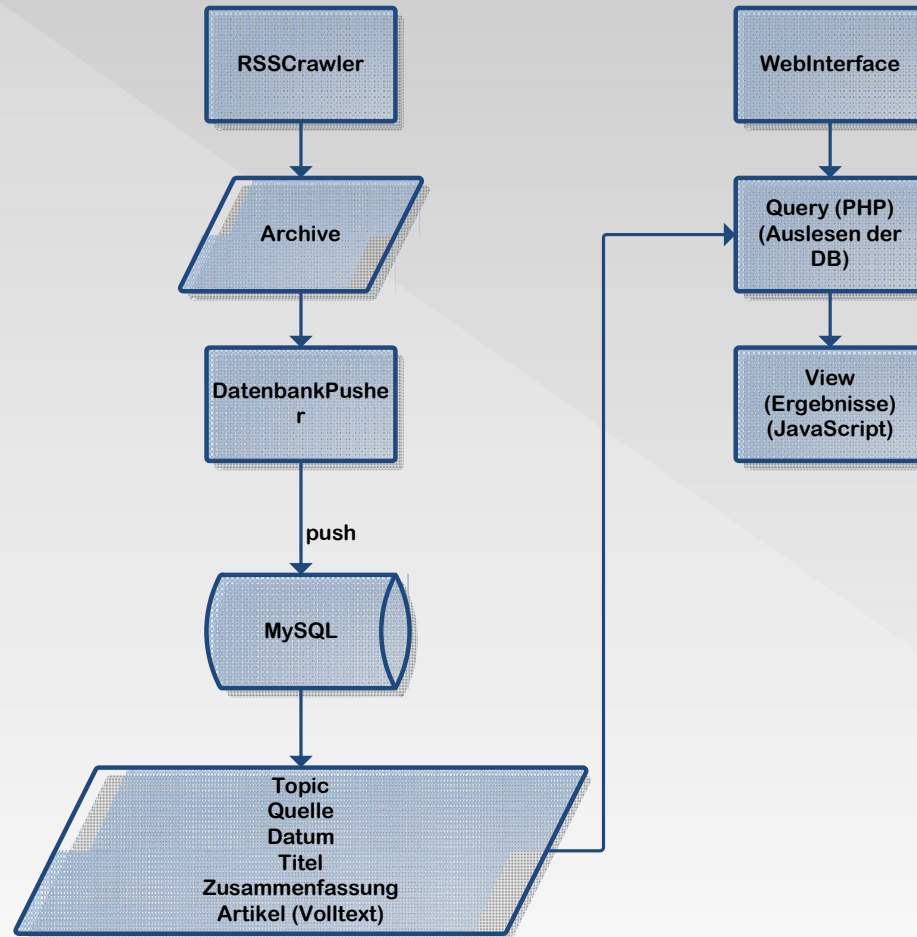 RSSCrawler
Archive
DatenbankPushe
r
push
MySQL
Topic
Quelle
Datum
Titel
Zusammenfassung
Artikel (Volltext)
WebInterface
Query (PHP)
(Auslesen der
DB)
View
(Ergebnisse)
(JavaScript)